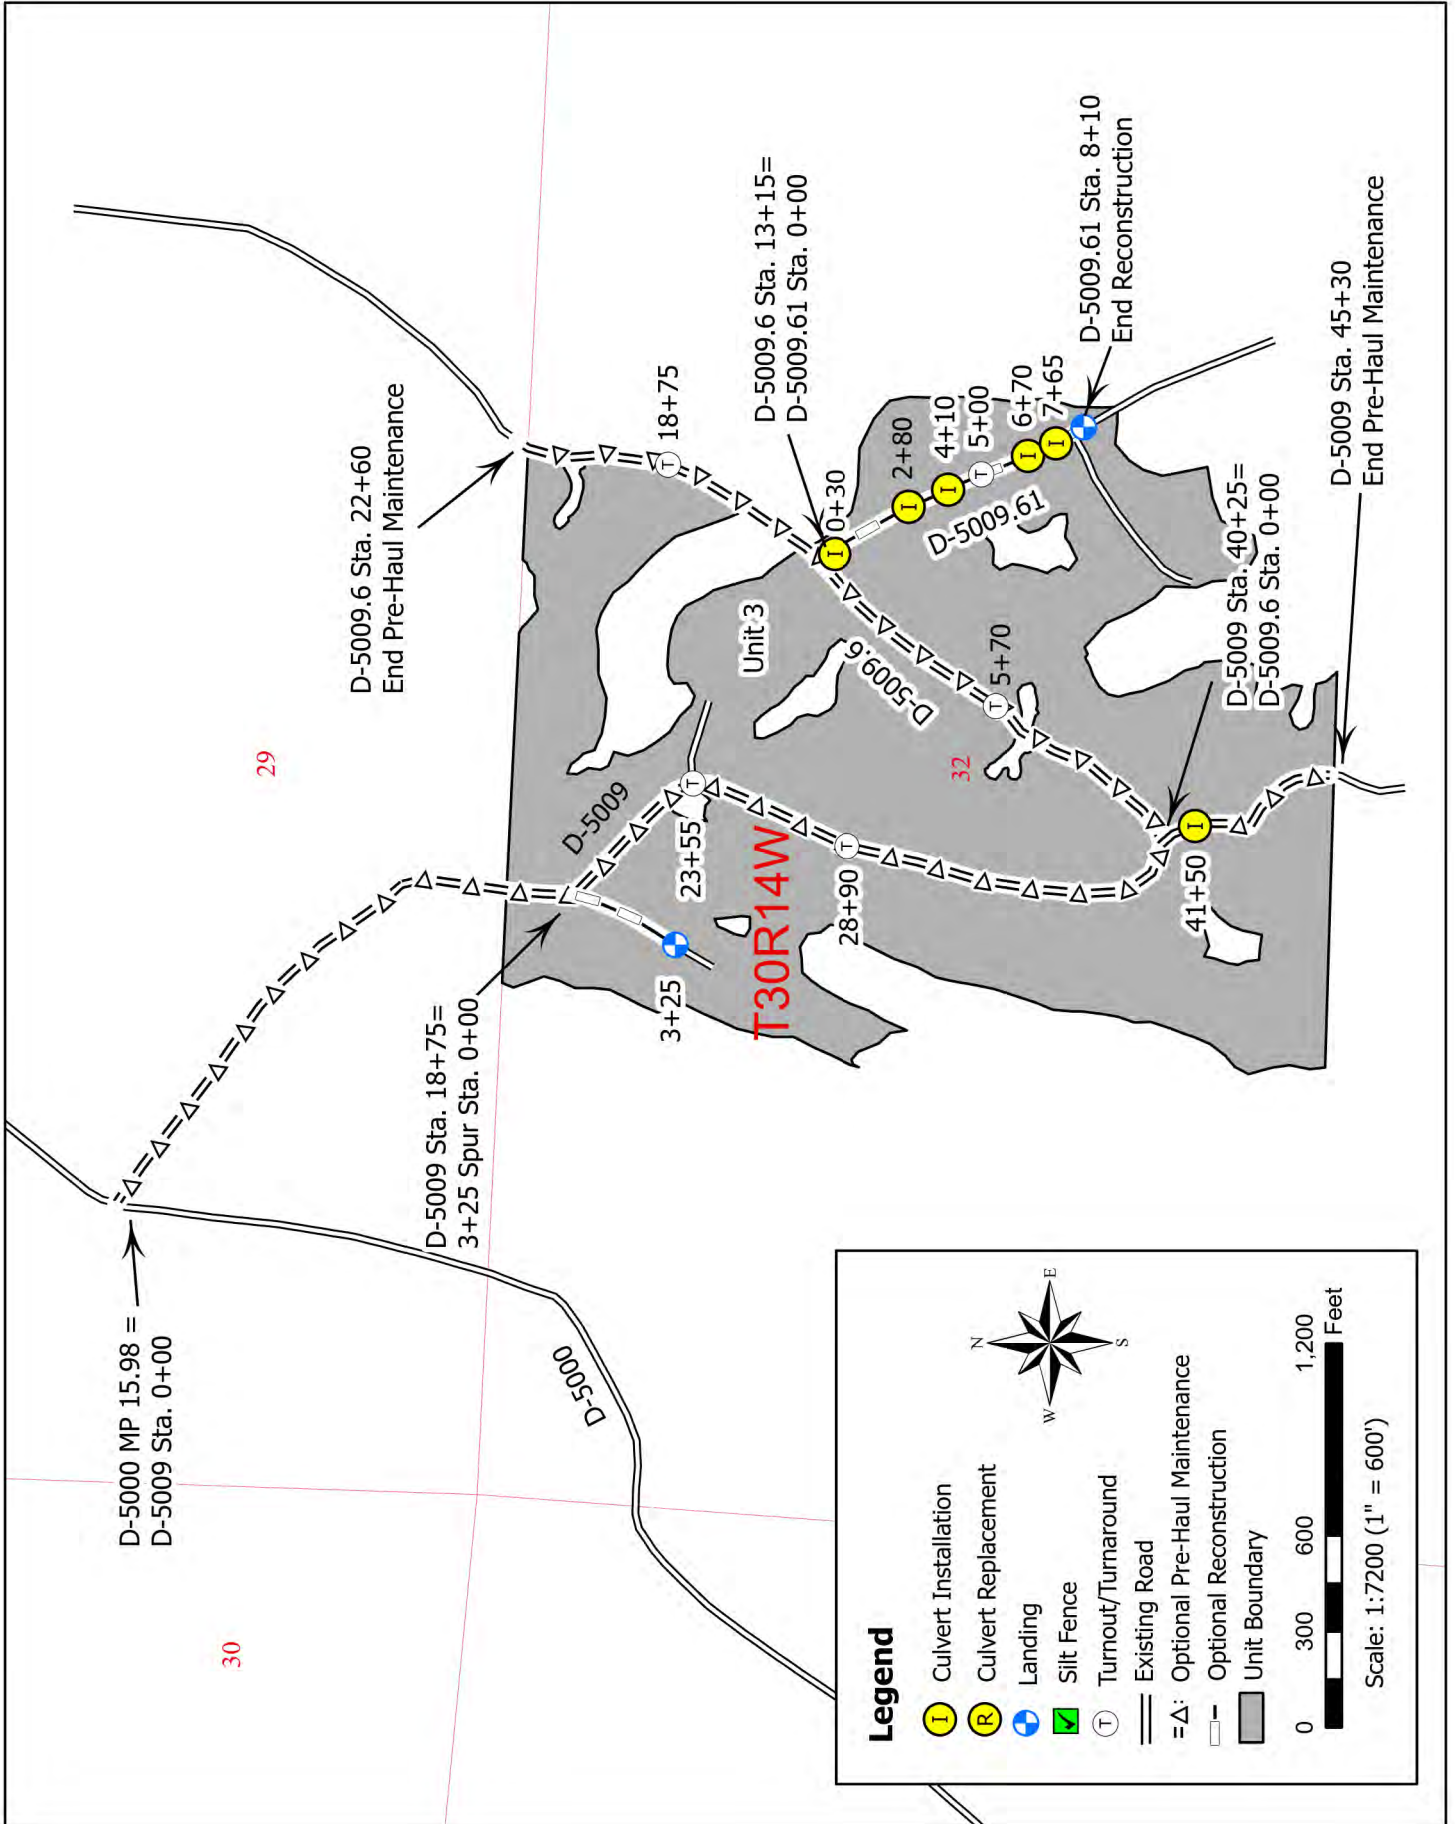 D-5000 MP 15.98 =
D-5009 Sta. 0+00
30
29
D-5009.6 Sta. 22+60
End Pre-Haul Maintenance
D-5009 Sta. 18+75=
3+25 Spur Sta. 0+00
D-5000
D-5009
3+25
23+55
18+75
T
T
T30R14W
Unit 3
D-5009.6 Sta. 13+15=
D-5009.61 Sta. 0+00
28+90
T
D-5009.6
I
0+30
I
2+80
I
4+10
T
5+00
D-5009.61
32
T
5+70
I
6+70
I
7+65
D-5009.61 Sta. 8+10
End Reconstruction
41+50
I
D-5009 Sta. 40+25=
D-5009.6 Sta. 0+00
D-5009 Sta. 45+30
End Pre-Haul Maintenance
Legend
I Culvert Installation
R Culvert Replacement
Landing
Silt Fence
T Turnout/Turnaround
Existing Road
Optional Pre-Haul Maintenance
Optional Reconstruction
Unit Boundary
N
W
E
S
0 300 600 1,200
Feet
Scale: 1:7200 (1" = 600')